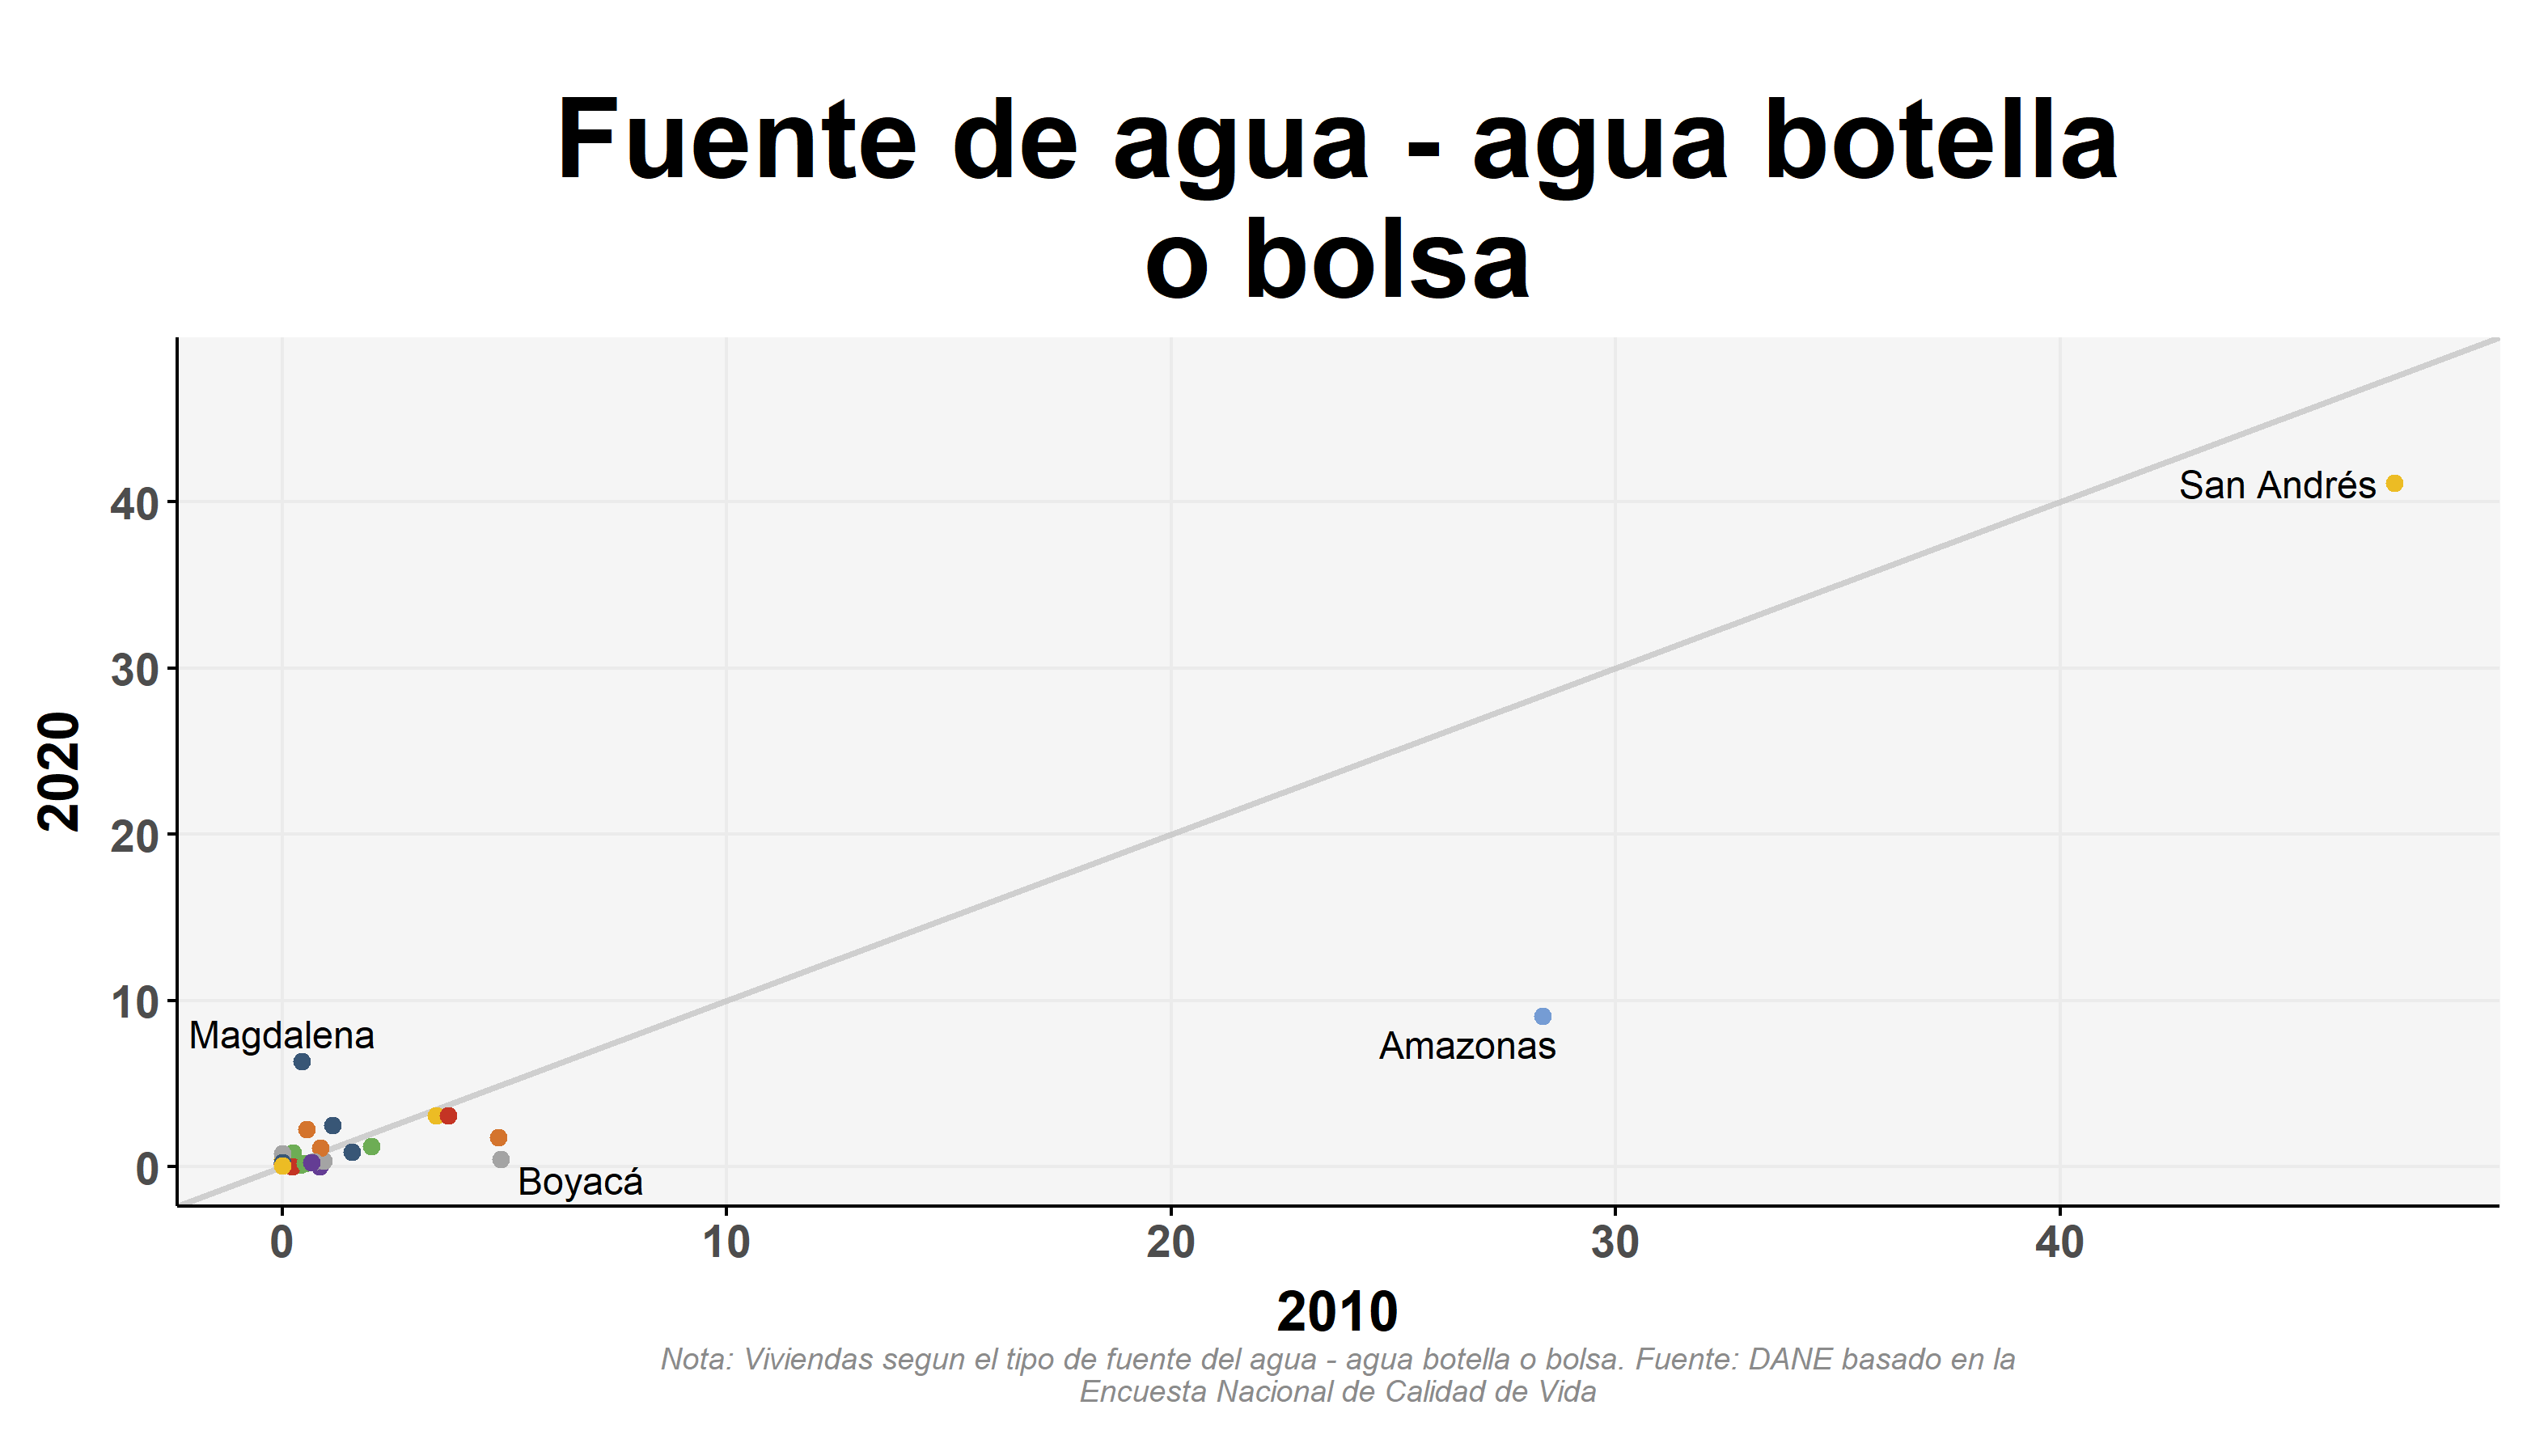 Fuente de agua - agua botella
o bolsa
2020
40
30
20
10
0
San Andrés
Amazonas
Magdalena
Boyacá
0
10
20
30
40
2010
Nota: Viviendas segun el tipo de fuente del agua - agua botella o bolsa. Fuente: DANE basado en la
Encuesta Nacional de Calidad de Vida